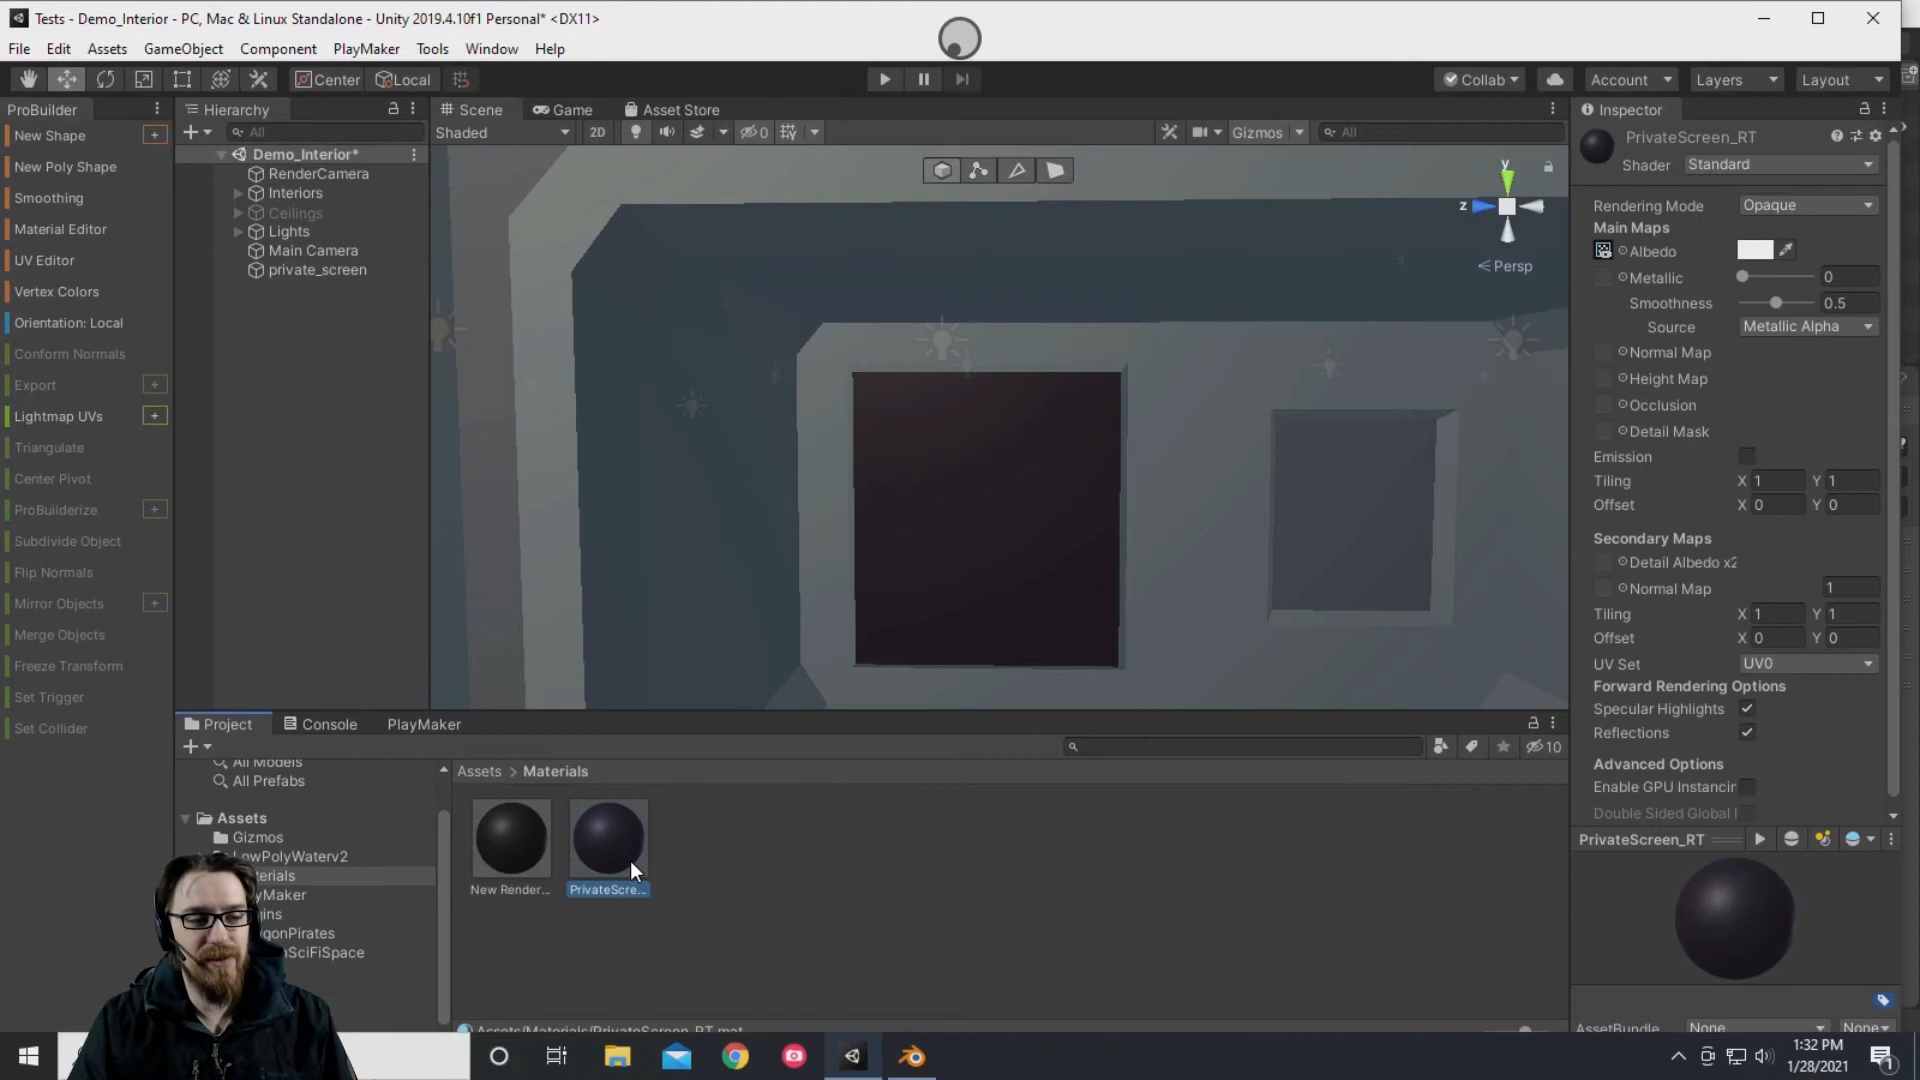 Tests - Demo_Interior - PC, Mac & Linux Standalone - Unity 2019.4.10f1 Personal* <DX11>
File Edit Assets GameObject Component PlayMaker Tools Window Help
Center Local Collab Account Layers Layout
ProBuilder
New Shape
New Poly Shape
Smoothing
Material Editor
UV Editor
Vertex Colors
Orientation: Local
Conform Normals
Export
Lightmap UVs
Triangulate
Center Pivot
ProBuilderize
Subdivide Object
Flip Normals
Mirror Objects
Merge Objects
Freeze Transform
Set Trigger
Set Collider
Hierarchy
All
Demo_Interior*
RenderCamera
Interiors
Ceilings
Lights
Main Camera
private_screen
Scene Game Asset Store
Shaded 2D 0 Gizmos All
y
z
Persp
Inspector
PrivateScreen_RT
Shader Standard
Rendering Mode Opaque
Main Maps
Albedo
Metallic 0
Smoothness 0.5
Source Metallic Alpha
Normal Map
Height Map
Occlusion
Detail Mask
Emission
Tiling X 1 Y 1
Offset X 0 Y 0
Secondary Maps
Detail Albedo x2
Normal Map 1
Tiling X 1 Y 1
Offset X 0 Y 0
UV Set UV0
Forward Rendering Options
Specular Highlights
Reflections
Advanced Options
Enable GPU Instancin
Double Sided Global I
PrivateScreen_RT
AssetBundle None None
Project Console PlayMaker
10
All Models
All Prefabs
Assets
Gizmos
LowPolyWaterv2
terials
yMaker
gins
gonPirates
SciFiSpace
Assets > Materials
New Render...
PrivateScre...
Assets/Materials/PrivateScreen_RT.mat
1:32 PM
1/28/2021
1